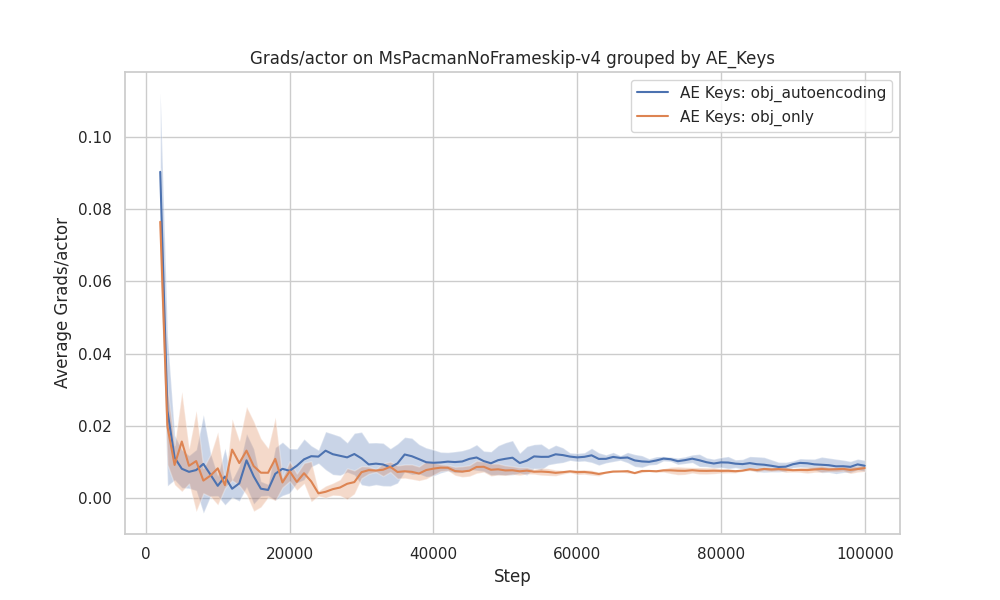 Grads/actor on MsPacmanNoFrameskip-v4 grouped by AE_Keys
AE Keys: obj_autoencoding
AE Keys: obj_only
Average Grads/actor
0.10
0.08
0.06
0.04
0.02
0.00
0
20000
40000
60000
80000
100000
Step